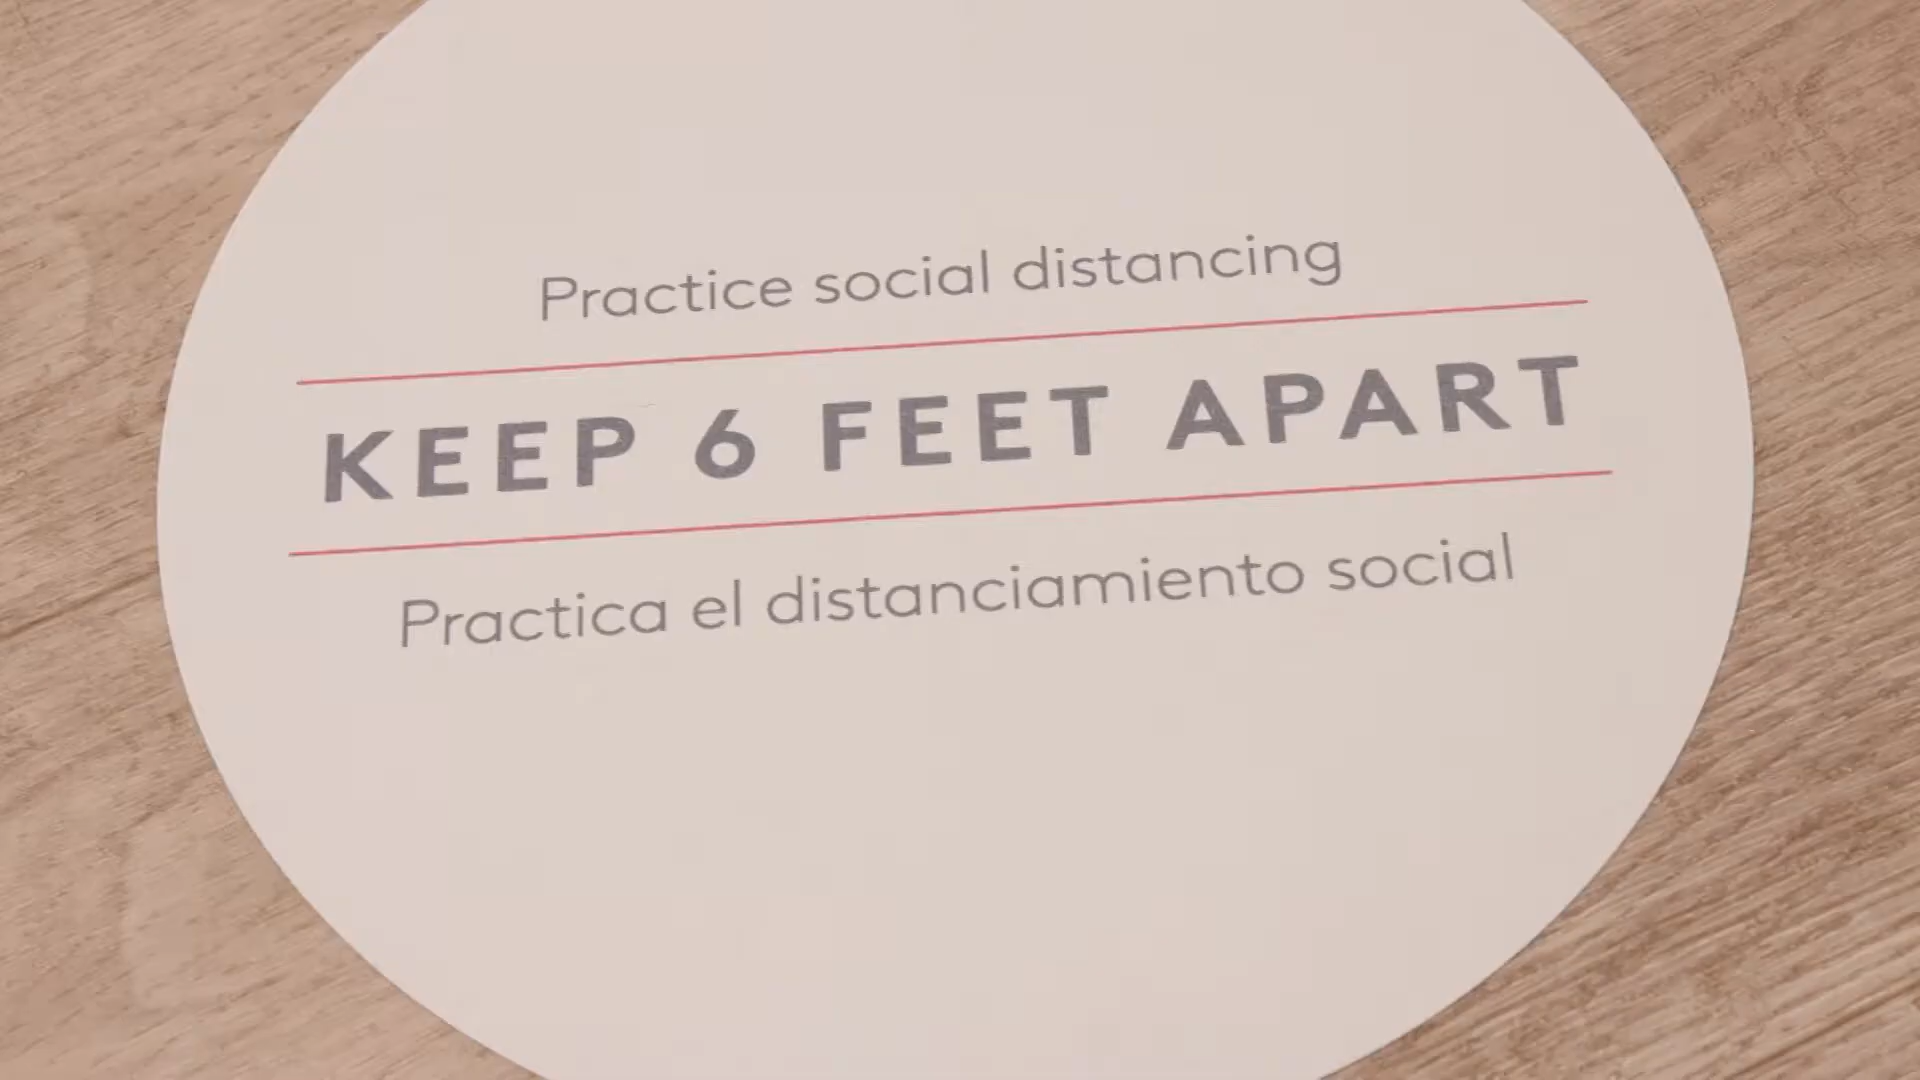 Practice social distancing
KEEP 6 FEET APART
Practica el distanciamiento social